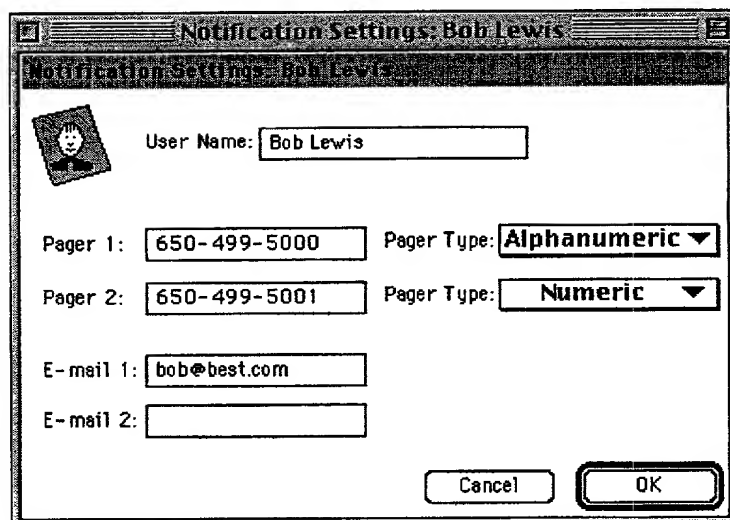 Notification Settings: Bob Lewis
Notification Settings: Bob Lewis
User Name: Bob Lewis
Pager 1: 650-499-5000 Pager Type: Alphanumeric
Pager 2: 650-499-5001 Pager Type: Numeric
E-mail 1: bob@best.com
E-mail 2:
Cancel OK